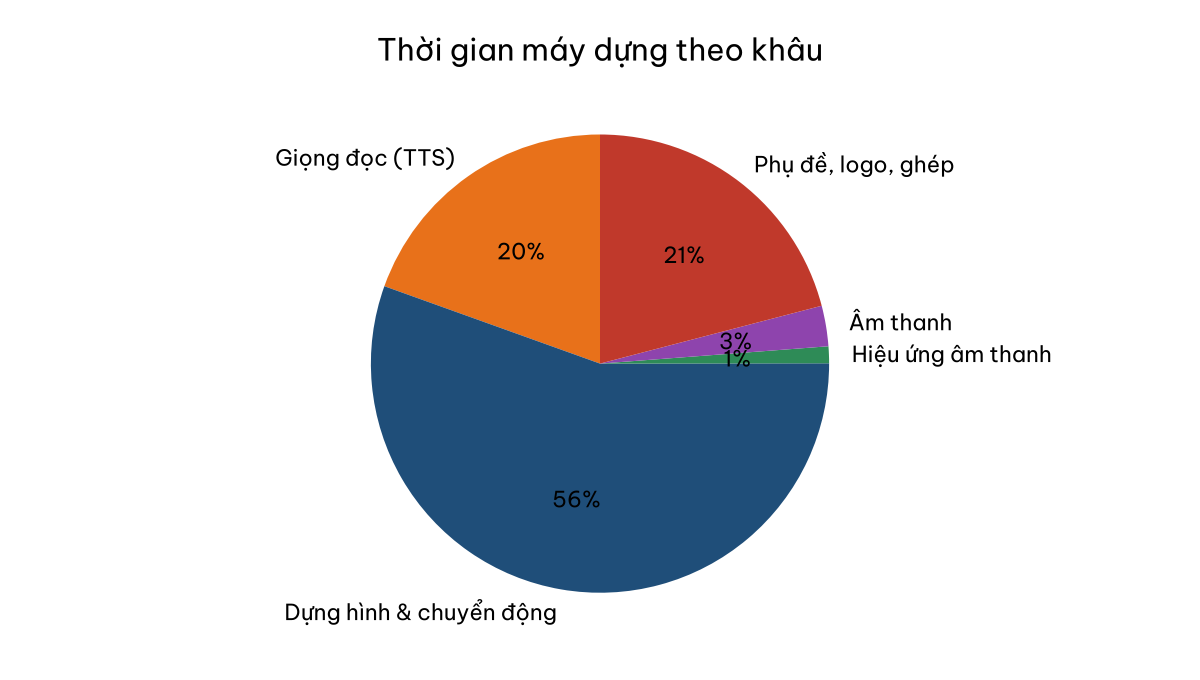 Thời gian máy dựng theo khâu
Giọng đọc (TTS)
Phụ đề, logo, ghép
20%
21%
Âm thanh
3%
Hiệu ứng âm thanh
1%
56%
Dựng hình & chuyển động